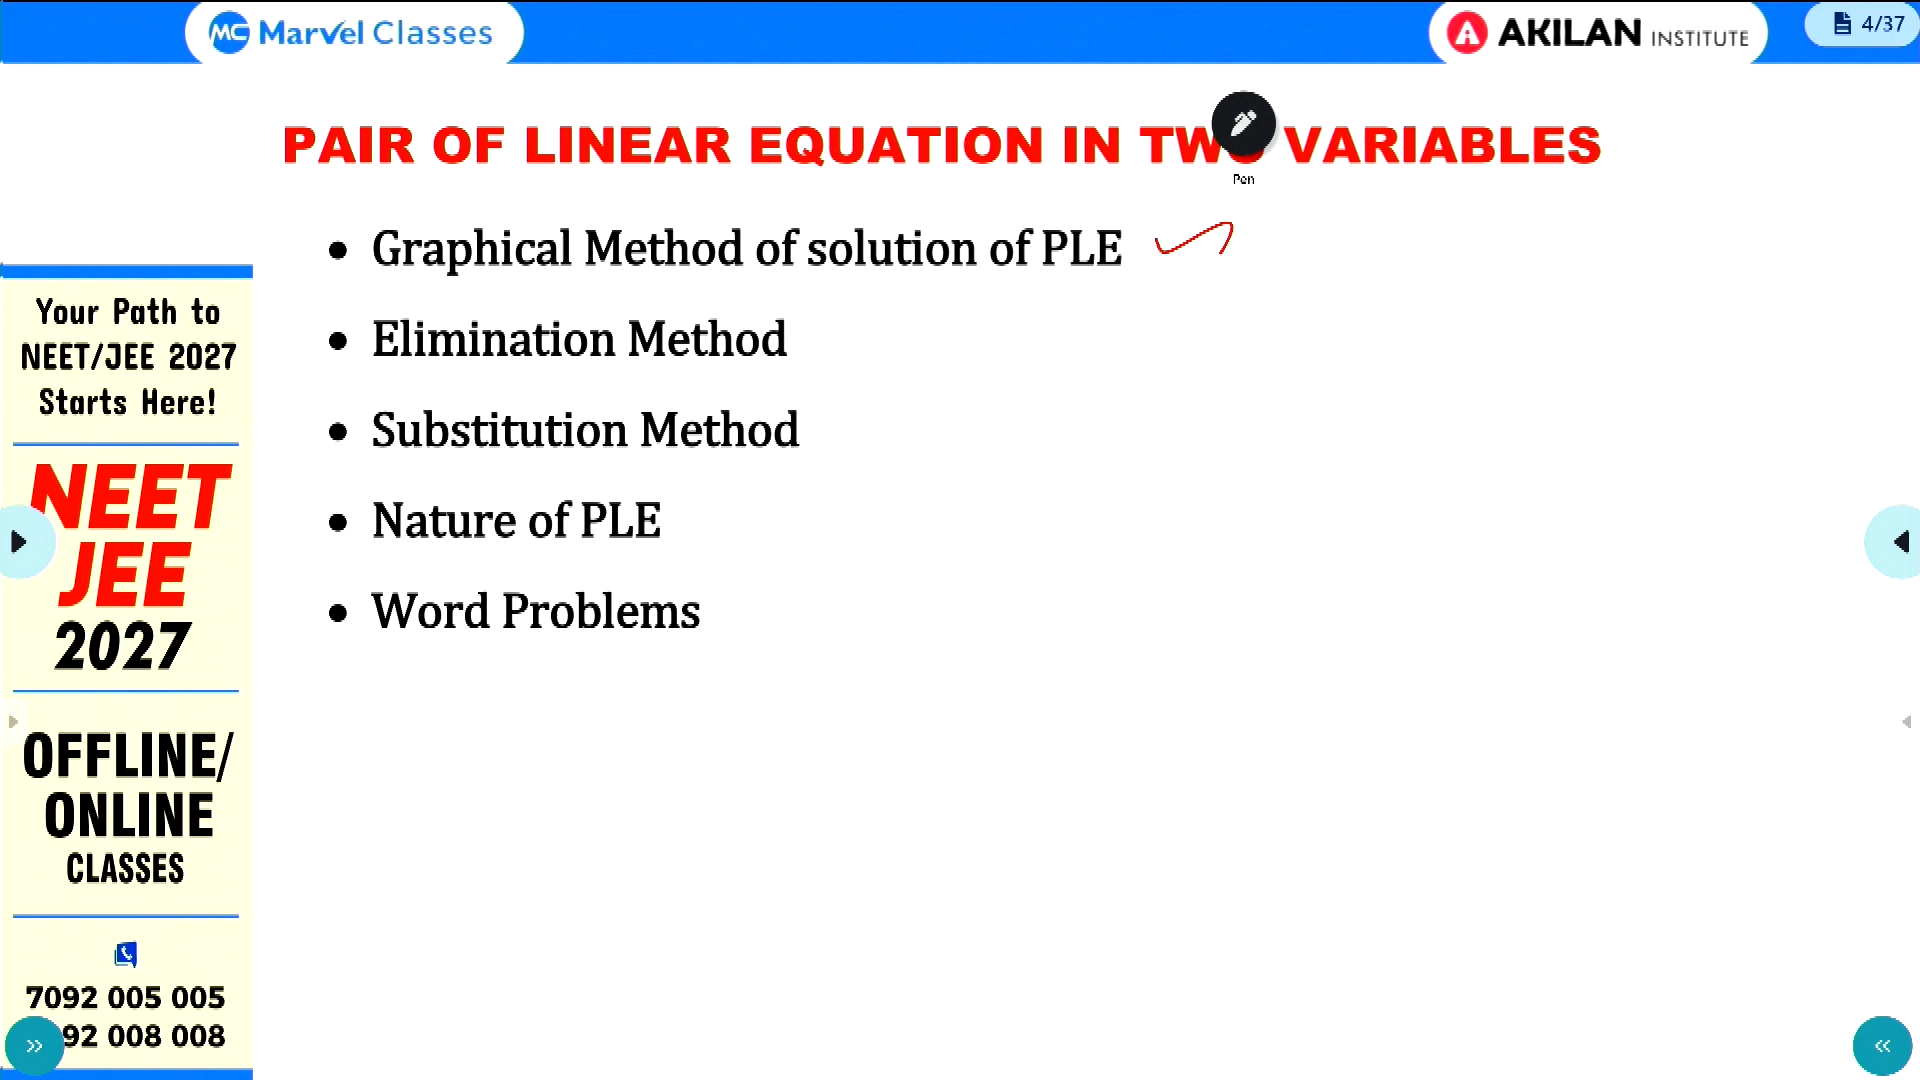 MC Marvel Classes
AKILAN INSTITUTE
4/37
PAIR OF LINEAR EQUATION IN TWO VARIABLES
Pen
• Graphical Method of solution of PLE
• Elimination Method
• Substitution Method
• Nature of PLE
• Word Problems
Your Path to
NEET/JEE 2027
Starts Here!
NEET
JEE
2027
OFFLINE/
ONLINE
CLASSES
7092 005 005
92 008 008